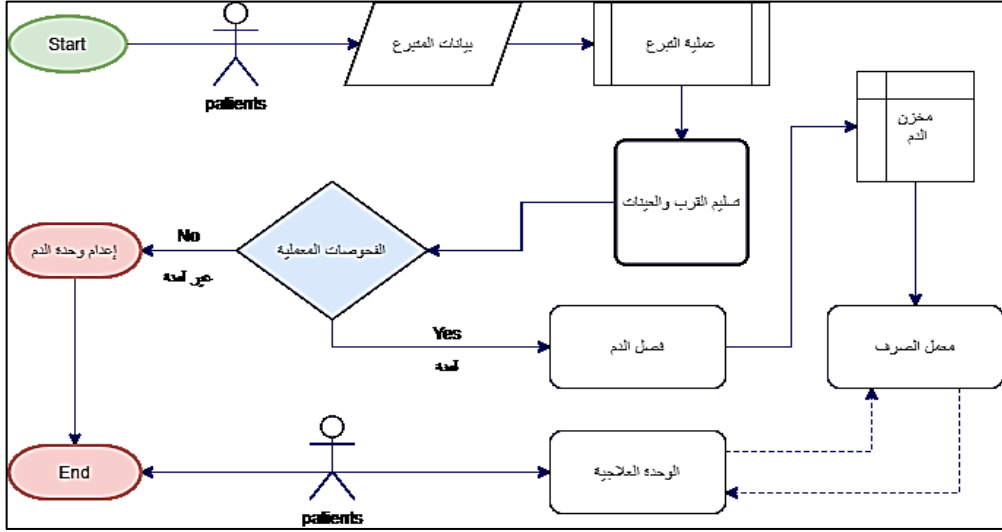 Start
patients
بيانات المتبرع
عملية التبرع
مخزن
الدم
تسليم القرب والعينات
الفحوصات المعملية
No
غير آمنة
إعدام وحدة الدم
Yes
آمنة
فصل الدم
معمل الصرف
End
patients
الوحدة العلاجية